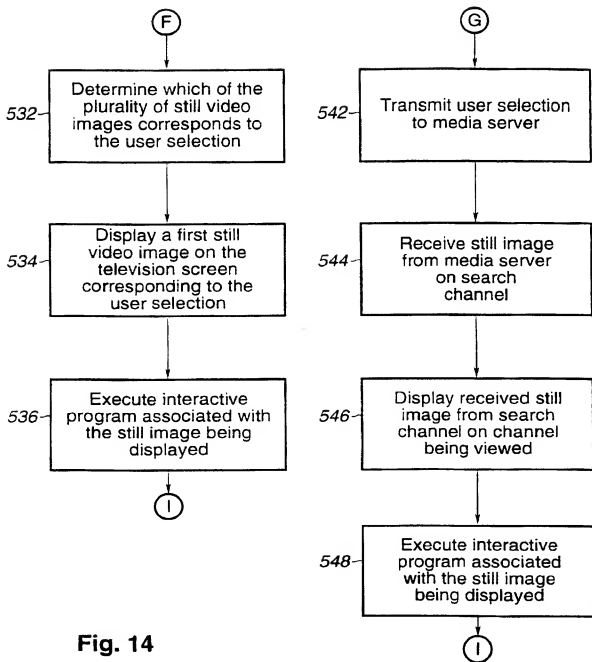 F
532
Determine which of the
plurality of still video
images corresponds to
the user selection
534
Display a first still
video image on the
television screen
corresponding to the
user selection
536
Execute interactive
program associated with
the still image being
displayed
I
G
542
Transmit user selection
to media server
544
Receive still image
from media server
on search
channel
546
Display received still
image from search
channel on channel
being viewed
548
Execute interactive
program associated
with the still image
being displayed
I
Fig. 14